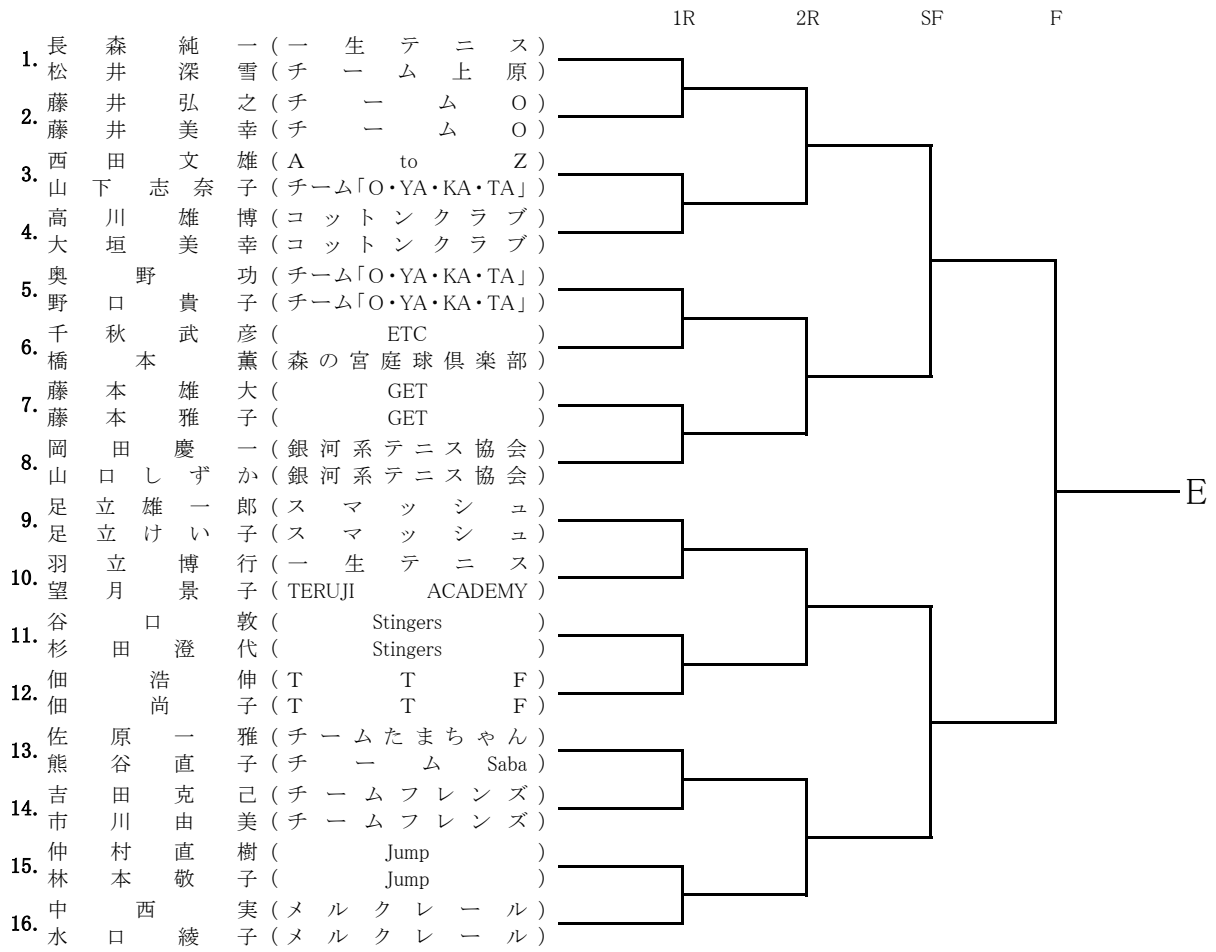 1R 2R SF F
1.
長森純一(一生テニス)
松井深雪(チーム上原)
2.
藤井弘之(チームO)
藤井美幸(チームO)
3.
西田文雄(A to Z)
山下志奈子(チーム「O・YA・KA・TA」)
4.
高川雄博(コットンクラブ)
大垣美幸(コットンクラブ)
5.
奥野功(チーム「O・YA・KA・TA」)
野口貴子(チーム「O・YA・KA・TA」)
6.
千秋武彦(ETC)
橋本薫(森の宮庭球倶楽部)
7.
藤本雄大(GET)
藤本雅子(GET)
8.
岡田慶一(銀河系テニス協会)
山口しずか(銀河系テニス協会)
E
9.
足立雄一郎(スマッシュ)
足立けい子(スマッシュ)
10.
羽立博行(一生テニス)
望月景子(TERUJI ACADEMY)
11.
谷口敦(Stingers)
杉田澄代(Stingers)
12.
佃浩伸(TTF)
佃尚子(TTF)
13.
佐原一雅(チームたまちゃん)
熊谷直子(チームSaba)
14.
吉田克己(チームフレンズ)
市川由美(チームフレンズ)
15.
仲村直樹(Jump)
林本敬子(Jump)
16.
中西実(メルクレール)
水口綾子(メルクレール)